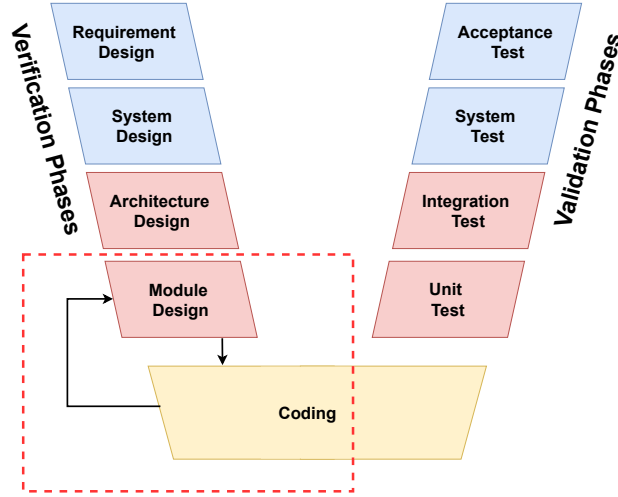 Requirement
Design
System
Design
Architecture
Design
Module
Design
Verification Phases
Coding
Acceptance
Test
System
Test
Integration
Test
Unit
Test
Validation Phases